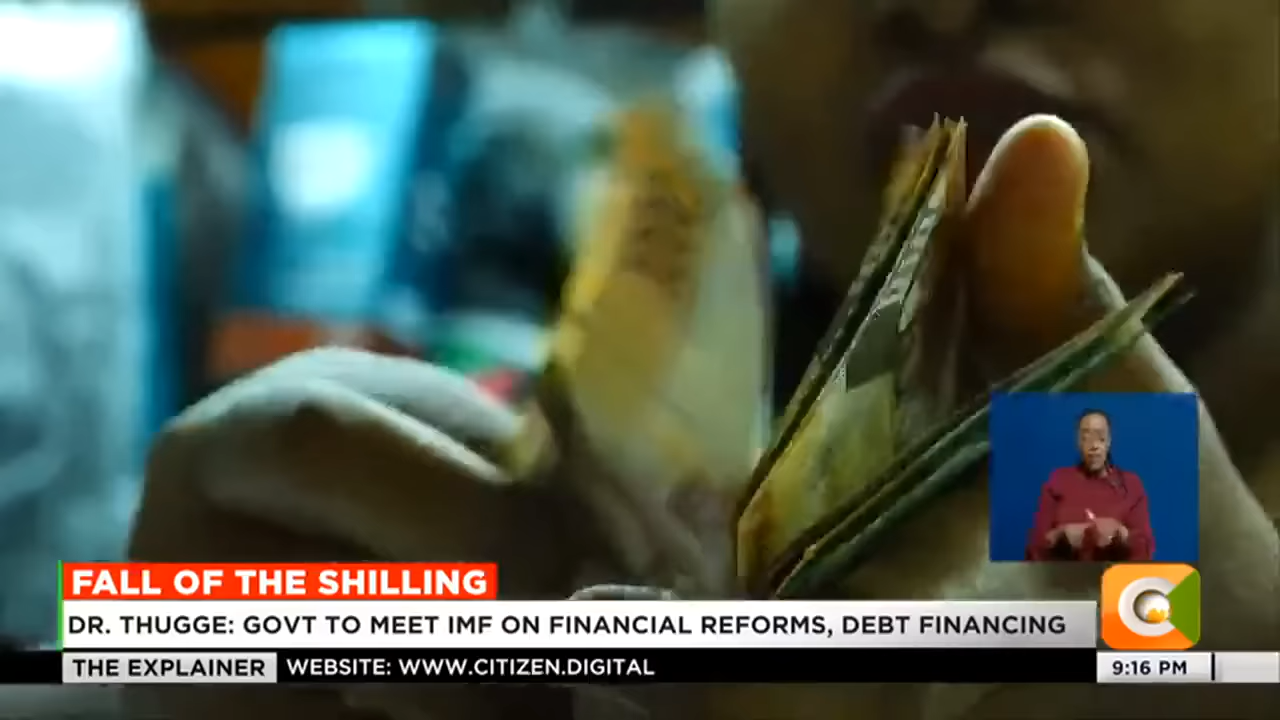 FALL OF THE SHILLING
DR. THUGGE: GOVT TO MEET IMF ON FINANCIAL REFORMS, DEBT FINANCING
THE EXPLAINER WEBSITE: WWW.CITIZEN.DIGITAL 9:16 PM